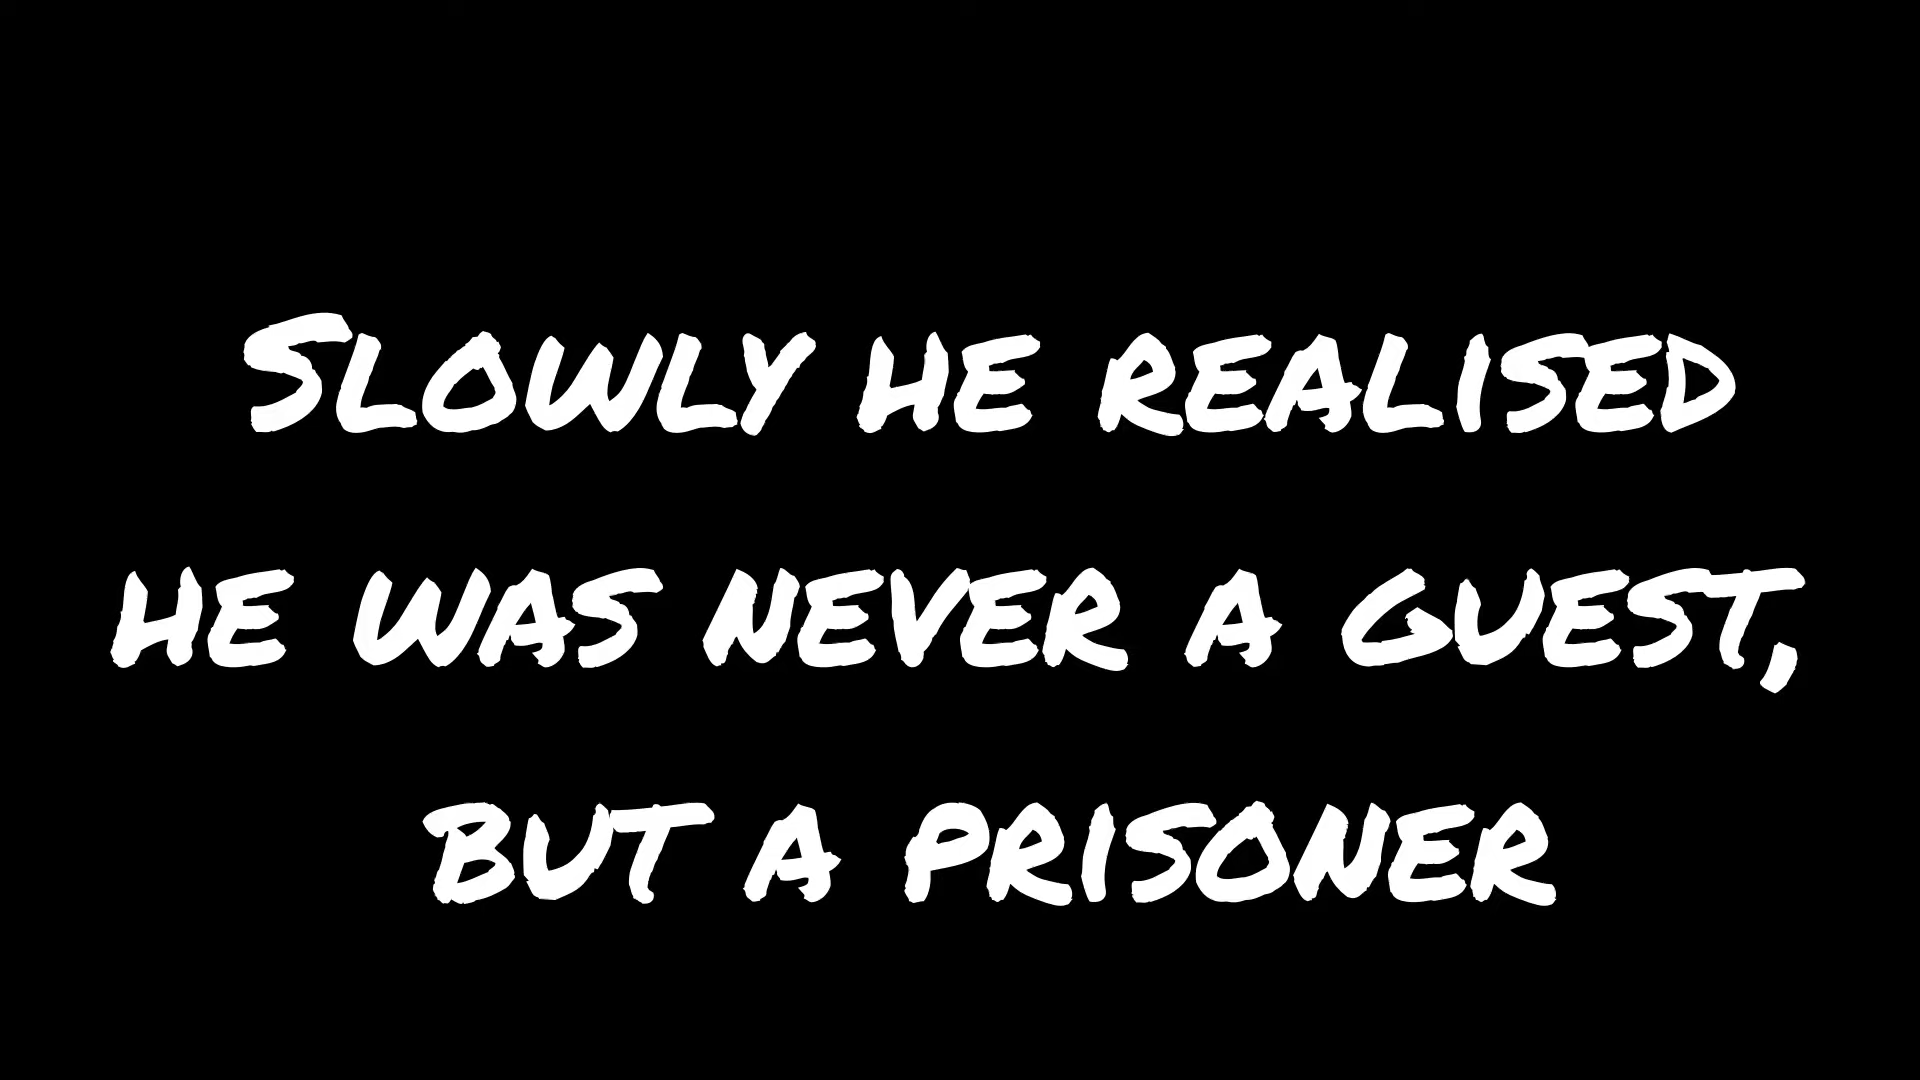 Slowly he realised
he was never a guest,
but a prisoner